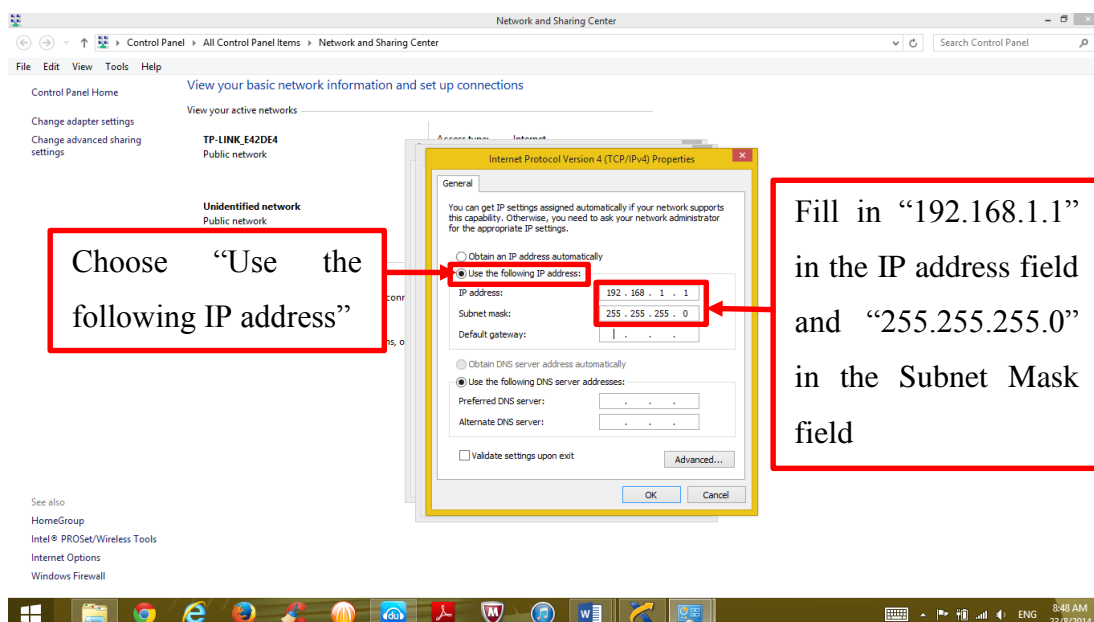 Network and Sharing Center
Control Panel Items All Control Panel Items Network and Sharing Center
Search Control Panel
File Edit View Tools Help
Control Panel Home
Change adapter settings
Change advanced sharing
settings
View your basic network information and set up connections
View your active networks
TP-LINK_E42DE4
Public network
Access type: Internet
Unidentified network
Public network
Internet Protocol Version 4 (TCP/IPv4) Properties
General
You can get IP settings assigned automatically if your network supports
this capability. Otherwise, you need to ask your network administrator
for the appropriate IP settings.
Obtain an IP address automatically
Use the following IP address:
IP address: 192 . 168 . 1 . 1
Subnet mask: 255 . 255 . 255 . 0
Default gateway: . . .
Obtain DNS server address automatically
Use the following DNS server addresses:
Preferred DNS server: . . .
Alternate DNS server: . . .
Validate settings upon exit
Advanced...
OK Cancel
Choose “Use the
following IP address”
Fill in “192.168.1.1”
in the IP address field
and “255.255.255.0”
in the Subnet Mask
field
See also
HomeGroup
Intel® PROSet/Wireless Tools
Internet Options
Windows Firewall
du
W
ENG
8:48 AM
23/8/2014